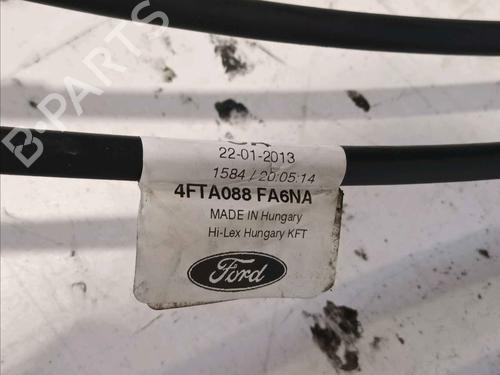 B-PARTS
22-01-2013
1584 / 20:05:14
4FTA088 FA6NA
MADE IN Hungary
Hi-Lex Hungary KFT
Ford